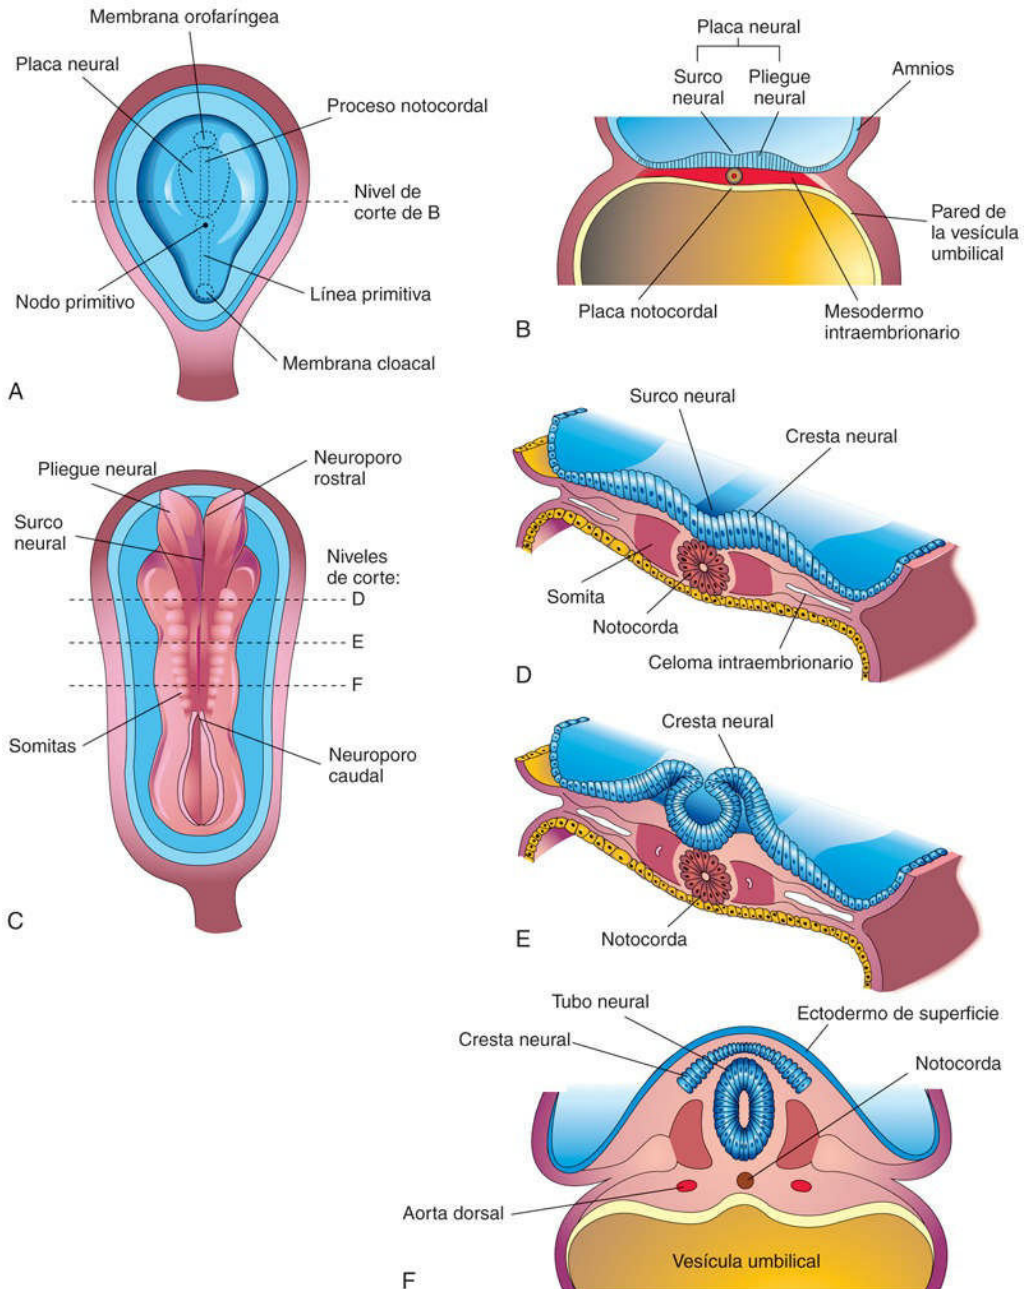 Membrana orofaríngea
Placa neural
Proceso notocordal
Nivel de
corte de B
Nodo primitivo
Línea primitiva
Membrana cloacal
A
Placa neural
Surco
neural
Pliegue
neural
Amnios
Pared de
la vesícula
umbilical
Placa notocordal
Mesodermo
intraembrionario
B
Pliegue neural
Neuroporo
rostral
Surco
neural
Niveles
de corte:
D
E
F
Somitas
Neuroporo
caudal
C
Surco neural
Cresta neural
Somita
Notocorda
Celoma intraembrionario
D
Cresta neural
Notocorda
E
Tubo neural
Ectodermo de superficie
Cresta neural
Notocorda
Aorta dorsal
Vesícula umbilical
F